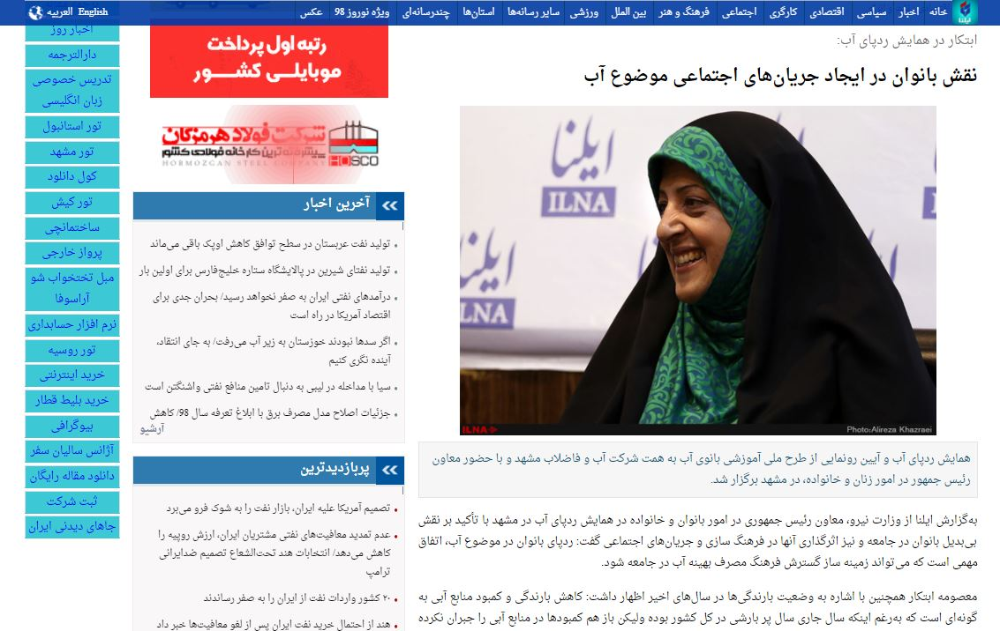 خانه
اخبار
سیاسی
اقتصادی
کارگری
اجتماعی
فرهنگ و هنر
بین الملل
ورزشی
سایر رسانه‌ها
استان‌ها
چندرسانه‌ای
ویژه نوروز 98
عکس
English
العربیه
ابتکار در همایش ردپای آب:
نقش بانوان در ایجاد جریان‌های اجتماعی موضوع آب
ایلنا
ILNA
ایلنا
LNA
ILNA
Photo:Alireza Khazraei
همایش ردپای آب و آیین رونمایی از طرح ملی آموزشی بانوی آب به همت شرکت آب و فاضلاب مشهد و با حضور معاون
رئیس جمهور در امور زنان و خانواده، در مشهد برگزار شد.
به‌گزارش ایلنا از وزارت نیرو، معاون رئیس جمهوری در امور بانوان و خانواده در همایش ردپای آب در مشهد با تأکید بر نقش
بی‌بدیل بانوان در جامعه و نیز اثرگذاری آنها در فرهنگ سازی و جریان‌های اجتماعی گفت: ردپای بانوان در موضوع آب، اتفاق
مهمی است که می‌تواند زمینه ساز گسترش فرهنگ مصرف بهینه آب در جامعه شود.
معصومه ابتکار همچنین با اشاره به وضعیت بارندگی‌ها در سال‌های اخیر اظهار داشت: کاهش بارندگی و کمبود منابع آبی به
گونه‌ای است که به‌رغم اینکه سال جاری سال پر بارشی در کل کشور بوده ولیکن باز هم کمبودها در منابع آبی را جبران نکرده
رتبه اول پرداخت
موبایلی کشور
شرکت فولاد هرمزگان
پیشرفته ترین کارخانه فولادی کشور
HORMOZGAN STEEL COMPANY
HOSCO
آخرین اخبار
تولید نفت عربستان در سطح توافق کاهش اوپک باقی می‌ماند
تولید نفتای شیرین در پالایشگاه ستاره خلیج‌فارس برای اولین بار
درآمدهای نفتی ایران به صفر نخواهد رسید/ بحران جدی برای
اقتصاد آمریکا در راه است
اگر سدها نبودند خوزستان به زیر آب می‌رفت/ به جای انتقاد،
آینده نگری کنیم
سیا با مداخله در لیبی به دنبال تامین منافع نفتی واشنگتن است
جزئیات اصلاح مدل مصرف برق با ابلاغ تعرفه سال 98/ کاهش
آرشیو
پربازدیدترین
تصمیم آمریکا علیه ایران، بازار نفت را به شوک فرو می‌برد
عدم تمدید معافیت‌های نفتی مشتریان ایران، ارزش روپیه را
کاهش می‌دهد/ انتخابات هند تحت‌الشعاع تصمیم ضدایرانی
ترامپ
۲۰ کشور واردات نفت از ایران را به صفر رساندند
هند از احتمال خرید نفت ایران پس از لغو معافیت‌ها خبر داد
اخبار روز
دارالترجمه
تدریس خصوصی
زبان انگلیسی
تور استانبول
تور مشهد
کول دانلود
تور کیش
ساختمانچی
پرواز خارجی
مبل تختخواب شو
آراسوفا
نرم افزار حسابداری
تور روسیه
خرید اینترنتی
خرید بلیط قطار
بیوگرافی
آژانس سالیان سفر
دانلود مقاله رایگان
ثبت شرکت
جاهای دیدنی ایران